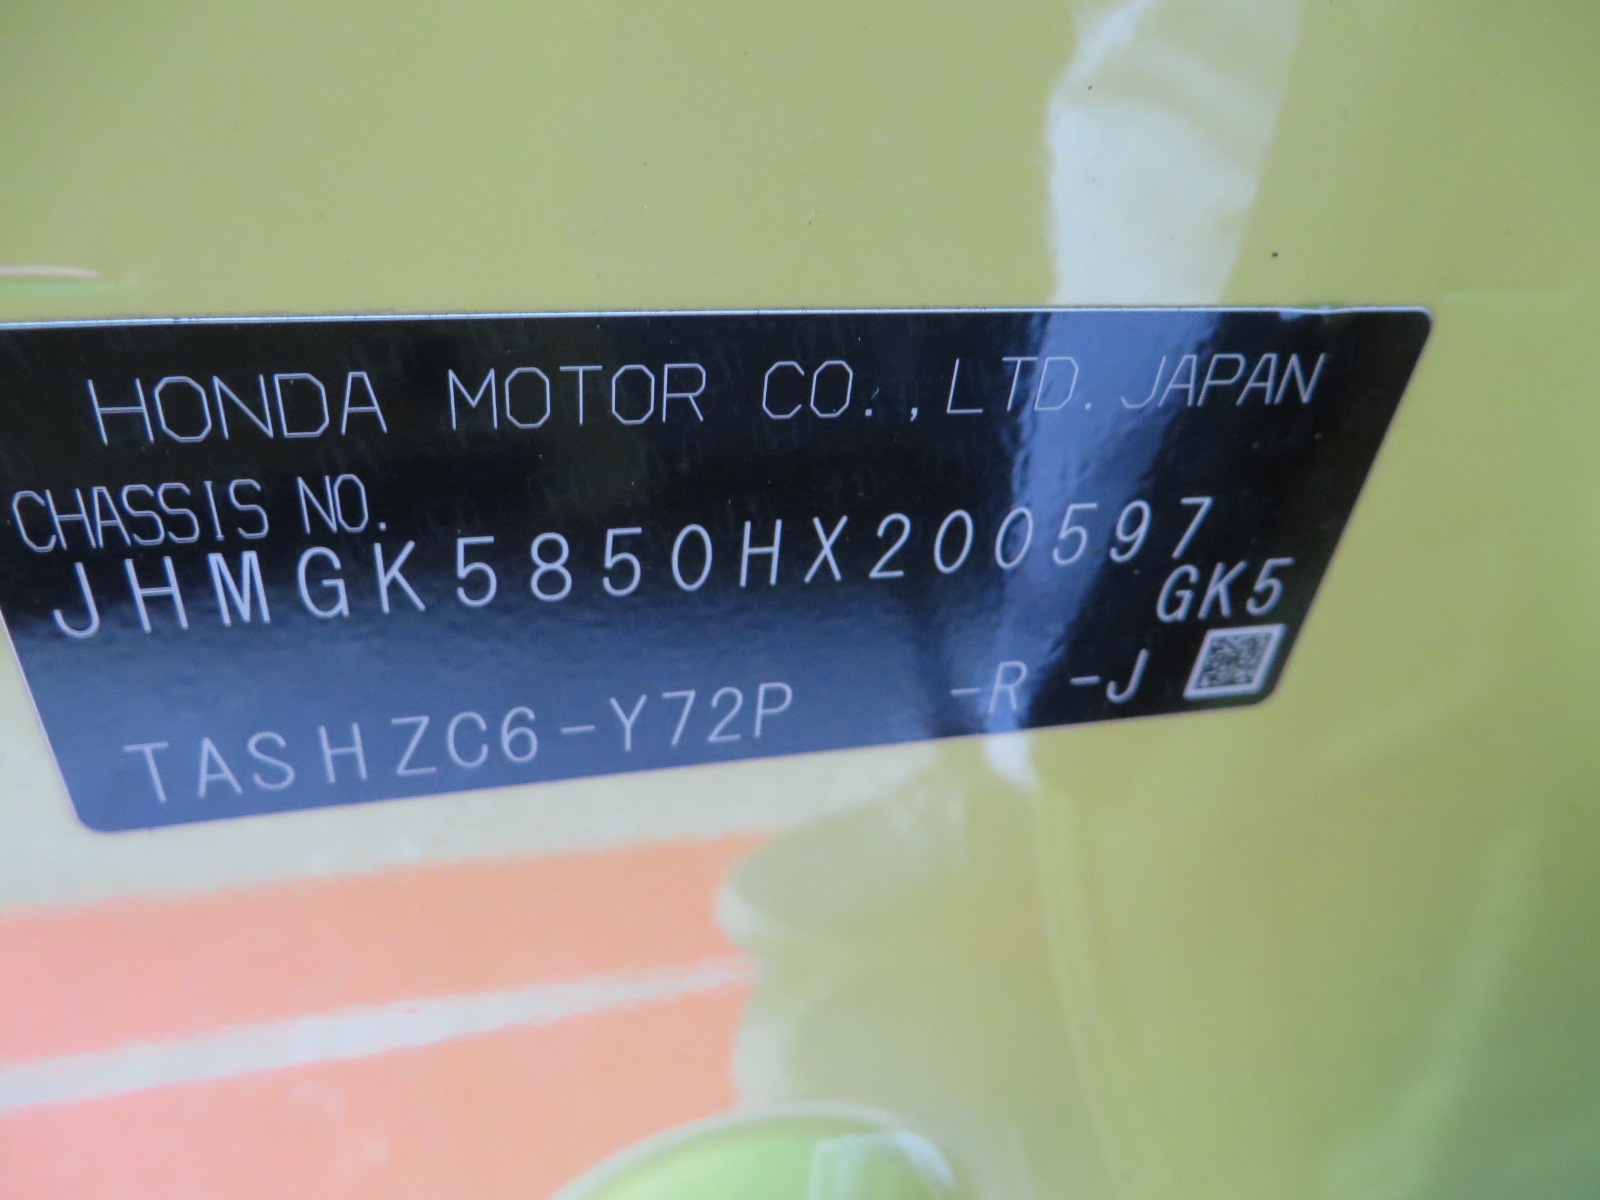 HONDA MOTOR CO.,LTD. JAPAN
CHASSIS NO.
JHMGK5850HX200597
GK5
TASHZC6-Y72P -R -J